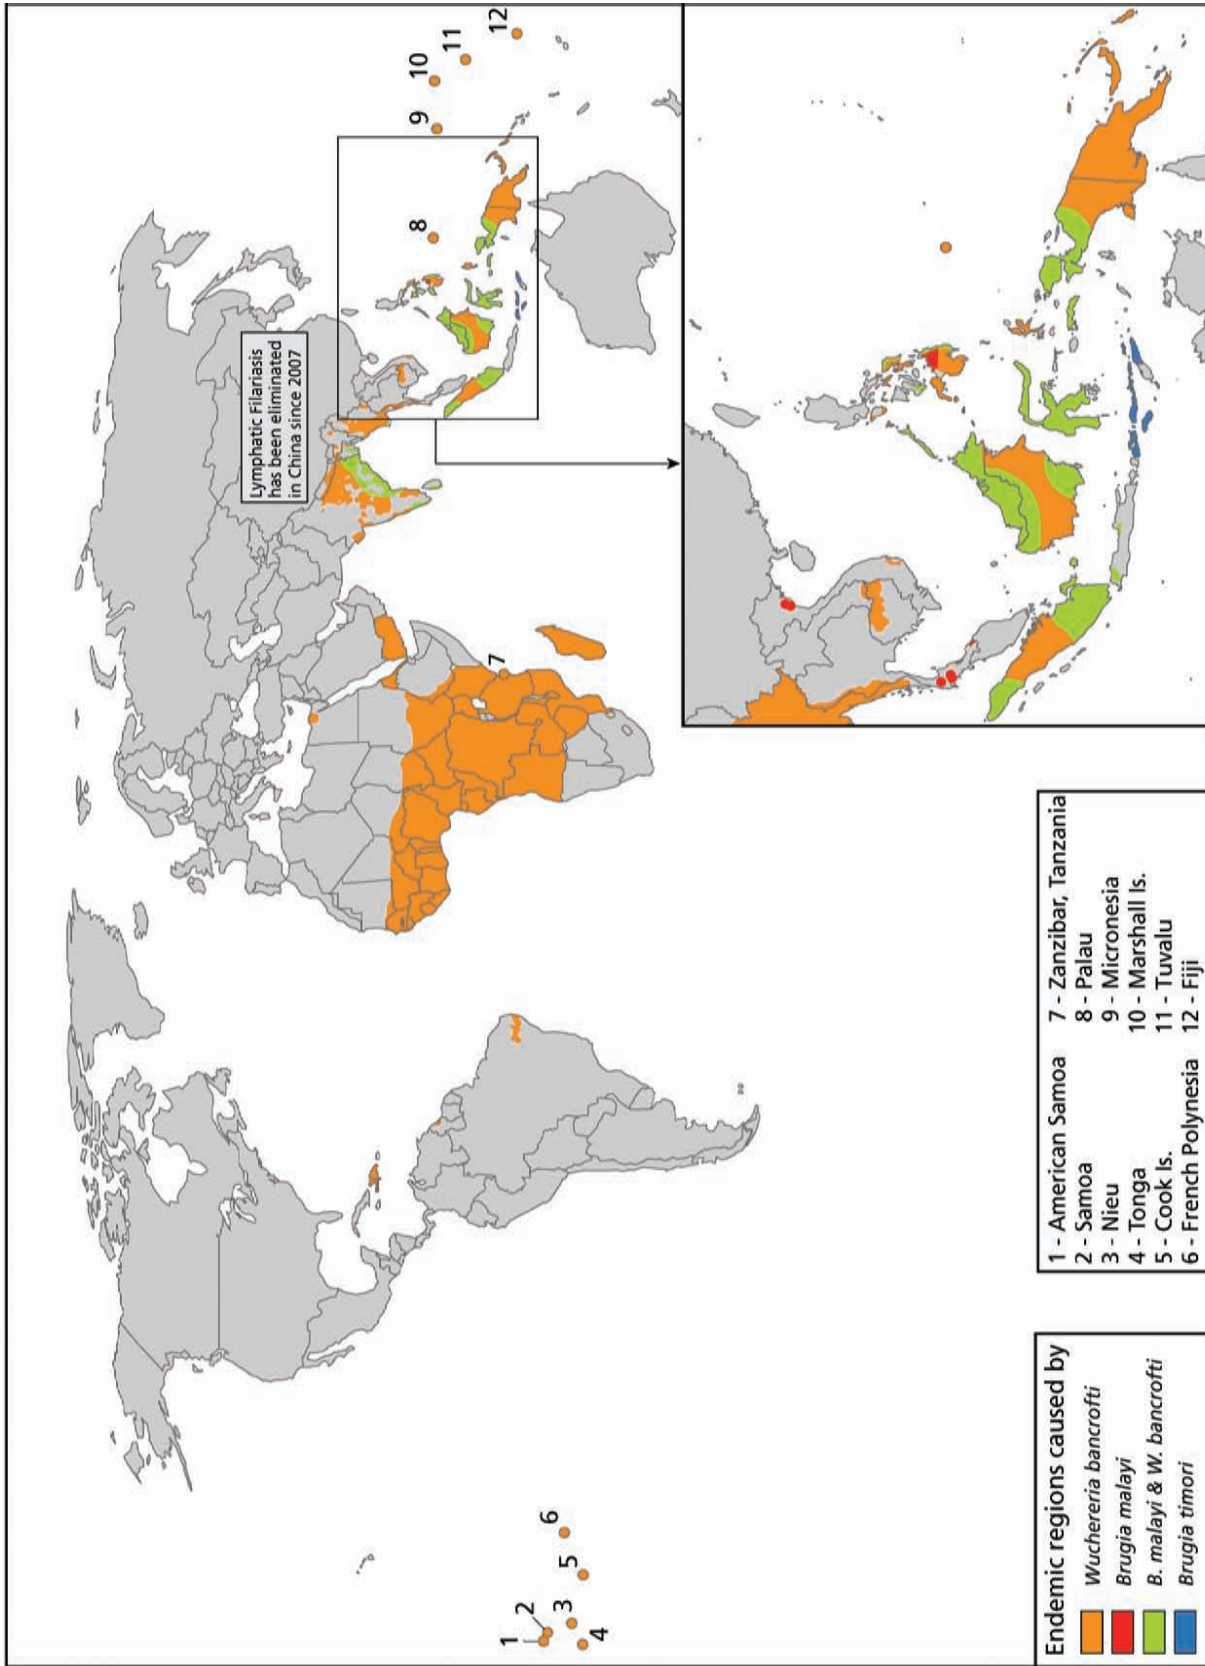 Lymphatic Filariasis
has been eliminated
in China since 2007
1
2
3
4
5
6
7
8
9
10
11
12
Endemic regions caused by
Wuchereria bancrofti
Brugia malayi
B. malayi & W. bancrofti
Brugia timori
1 - American Samoa
2 - Samoa
3 - Nieu
4 - Tonga
5 - Cook Is.
6 - French Polynesia
7 - Zanzibar, Tanzania
8 - Palau
9 - Micronesia
10 - Marshall Is.
11 - Tuvalu
12 - Fiji